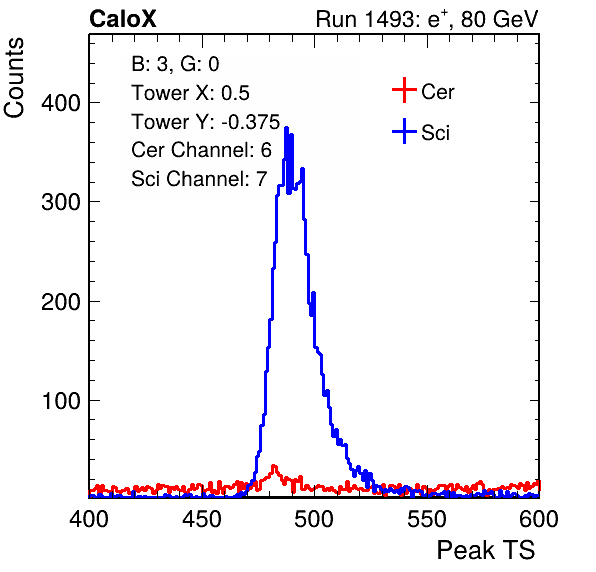 CaloX Run 1493: e⁺, 80 GeV
Counts
B: 3, G: 0
Tower X: 0.5
Tower Y: -0.375
Cer Channel: 6
Sci Channel: 7
Cer
Sci
400
300
200
100
400 450 500 550 600
Peak TS